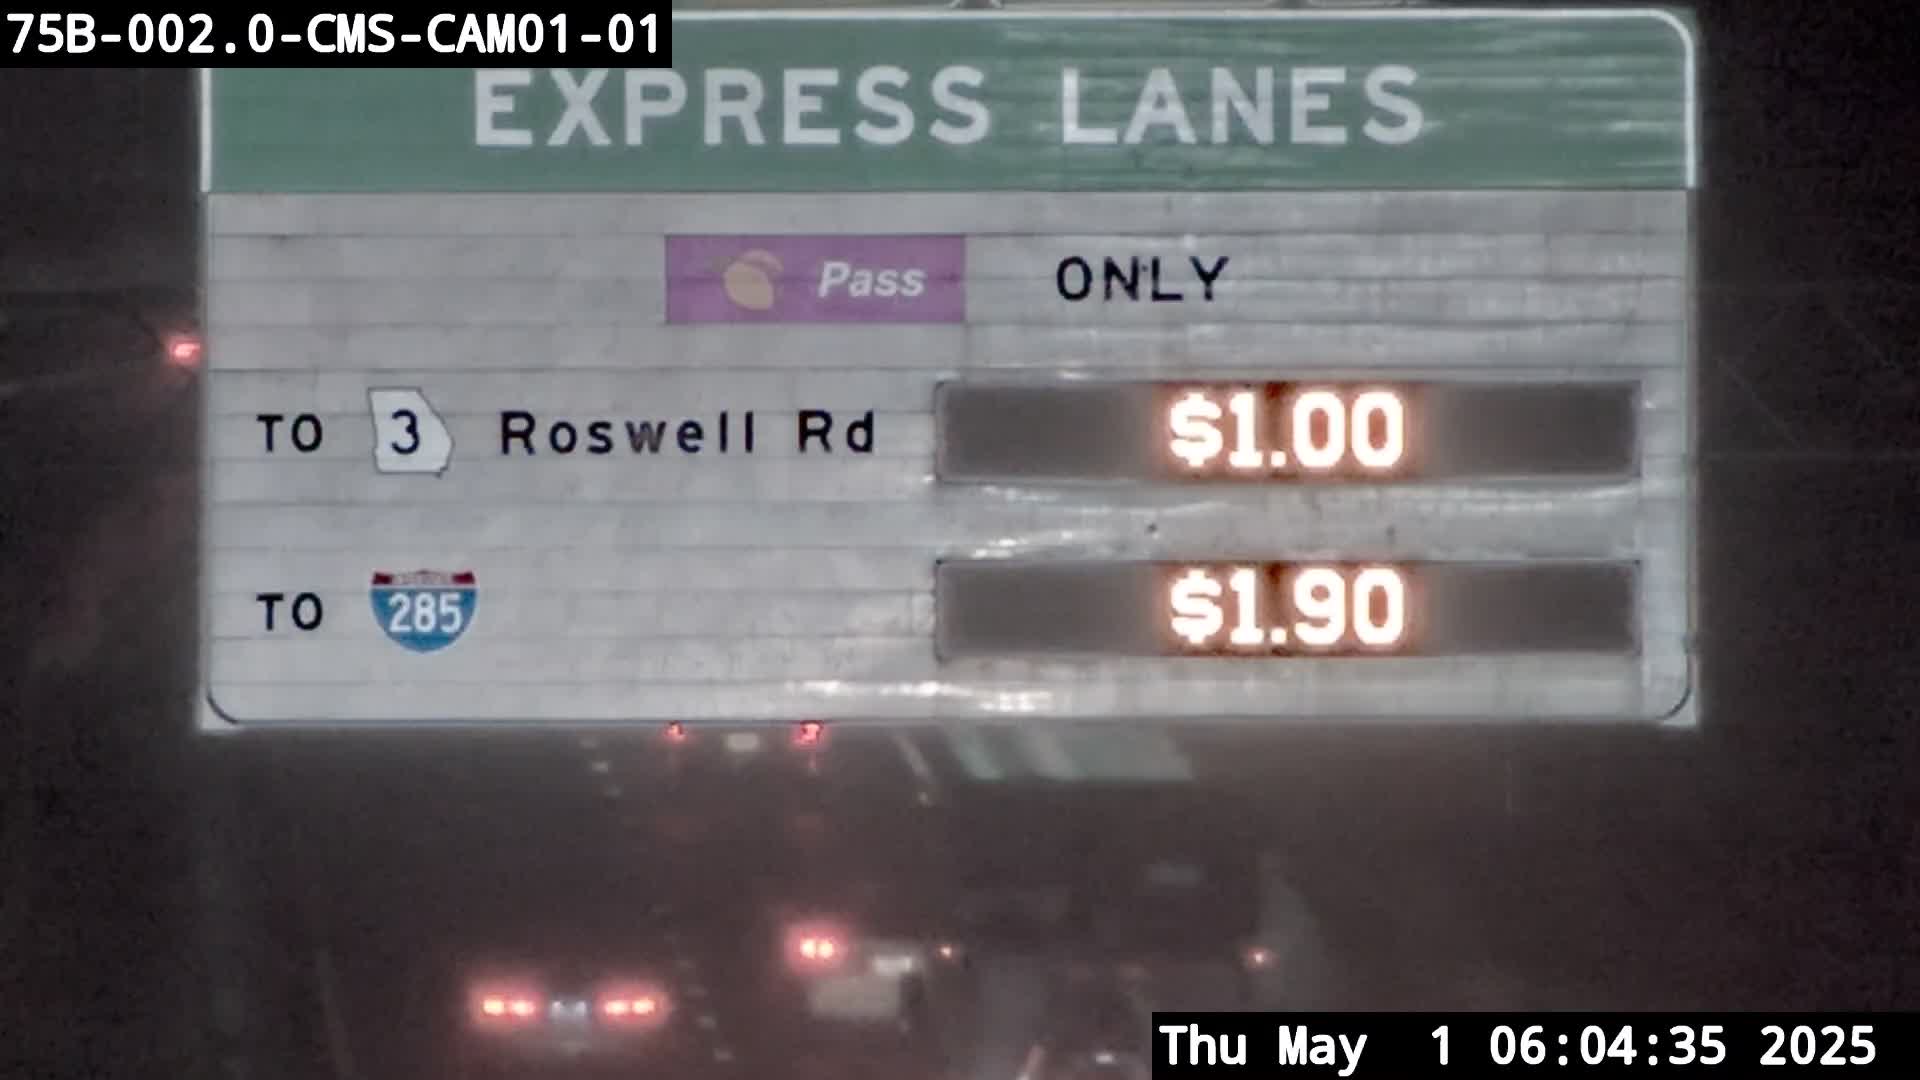 75B-002.0-CMS-CAM01-01
EXPRESS LANES
Pass ONLY
TO 3 Roswell Rd $1.00
TO 285 $1.90
Thu May 1 06:04:35 2025